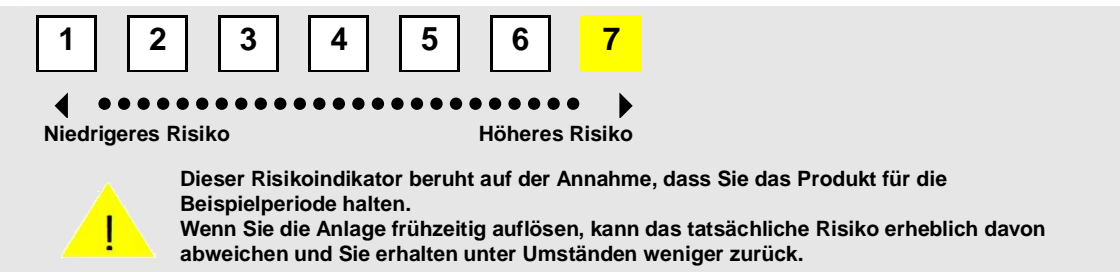 1 2 3 4 5 6 7
Niedrigeres Risiko Höheres Risiko
Dieser Risikoindikator beruht auf der Annahme, dass Sie das Produkt für die
Beispielperiode halten.
Wenn Sie die Anlage frühzeitig auflösen, kann das tatsächliche Risiko erheblich davon
abweichen und Sie erhalten unter Umständen weniger zurück.
!